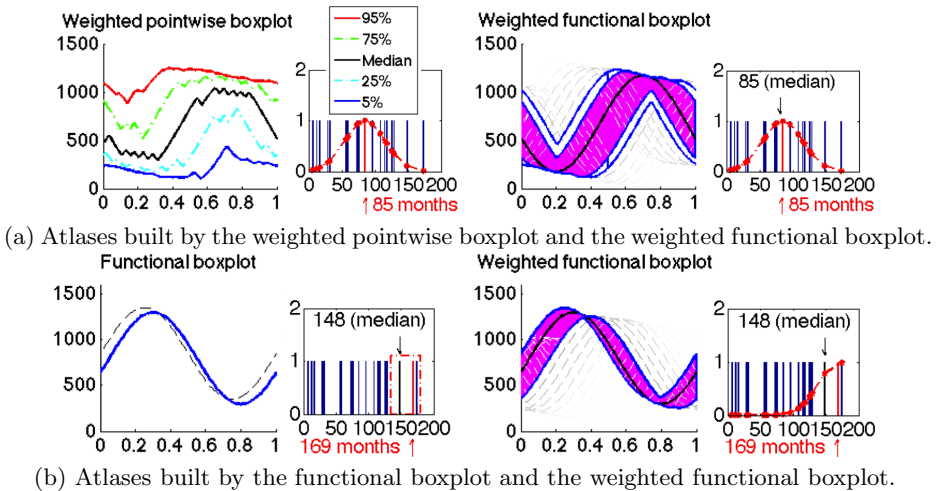 Weighted pointwise boxplot
95%
75%
Median
25%
5%
1500
1000
500
0
0 0.2 0.4 0.6 0.8 1
2
1
0
0 50 100 150 200
↑85 months
Weighted functional boxplot
1500
1000
500
0
0 0.2 0.4 0.6 0.8 1
2
85 (median)
1
0
0 50 100 150 200
↑85 months
(a) Atlases built by the weighted pointwise boxplot and the weighted functional boxplot.
Functional boxplot
1500
1000
500
0
0 0.2 0.4 0.6 0.8 1
2
148 (median)
1
0
0 50 100 150 200
169 months ↑
Weighted functional boxplot
1500
1000
500
0
0 0.2 0.4 0.6 0.8 1
2
148 (median)
1
0
0 50 100 150 200
169 months ↑
(b) Atlases built by the functional boxplot and the weighted functional boxplot.